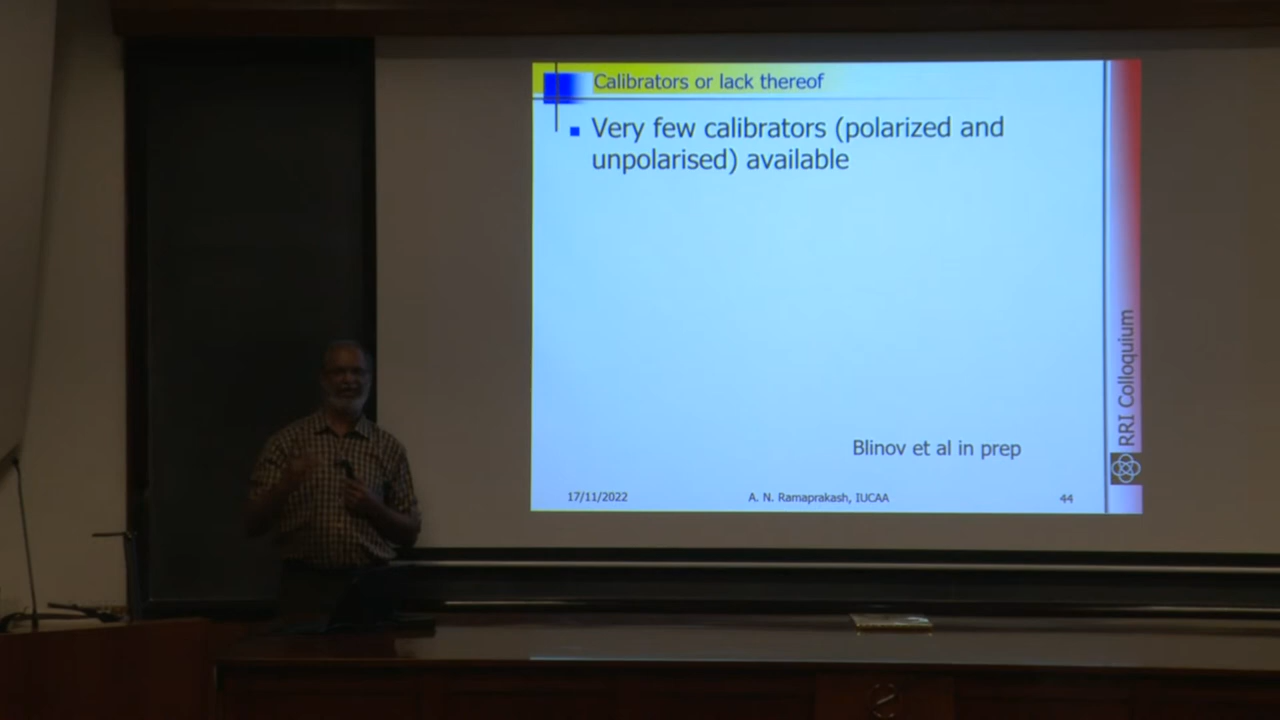 Calibrators or lack thereof
Very few calibrators (polarized and
unpolarised) available
Blinov et al in prep
17/11/2022
A. N. Ramaprakash, IUCAA
44
RRI Colloquium